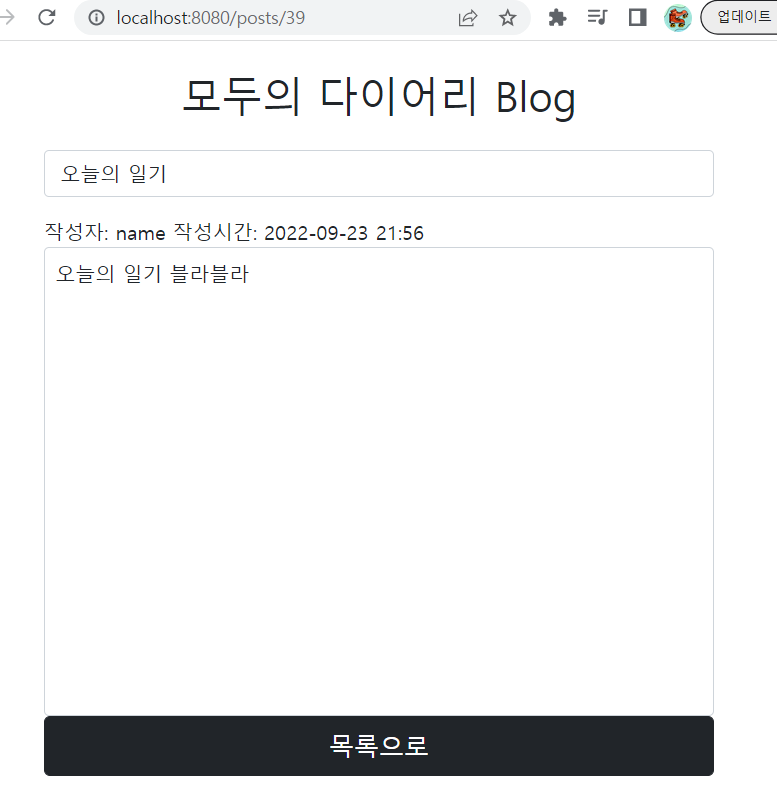 localhost:8080/posts/39
업데이트
모두의 다이어리 Blog
오늘의 일기
작성자: name 작성시간: 2022-09-23 21:56
오늘의 일기 블라블라
목록으로